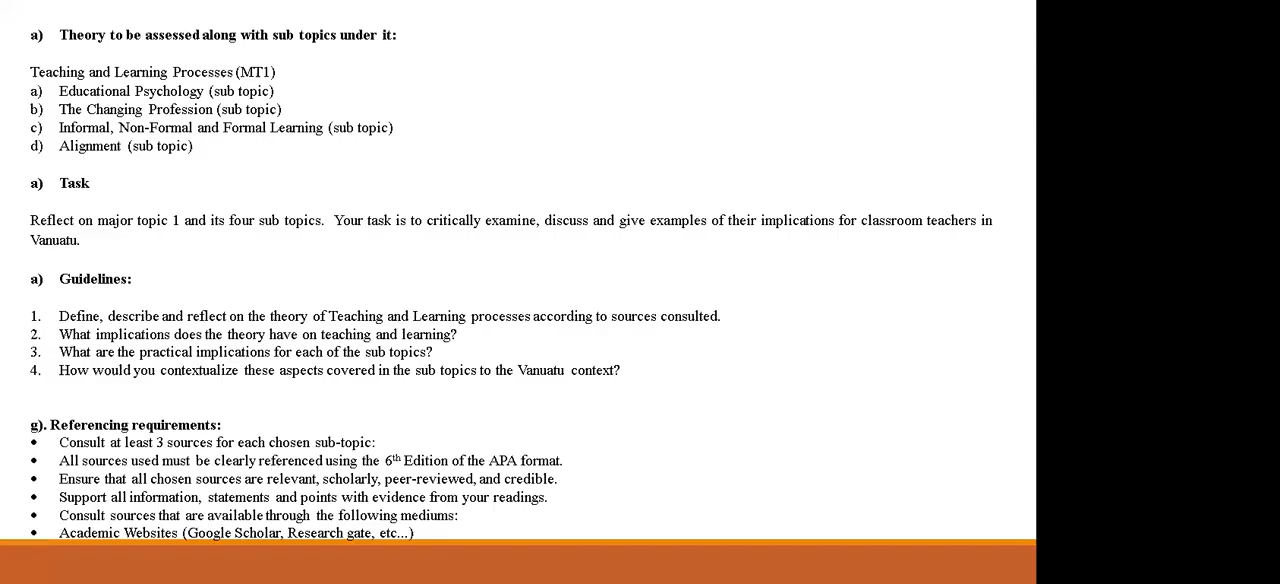 a) Theory to be assessed along with sub topics under it:
Teaching and Learning Processes (MT1)
a) Educational Psychology (sub topic)
b) The Changing Profession (sub topic)
c) Informal, Non-Formal and Formal Learning (sub topic)
d) Alignment (sub topic)
a) Task
Reflect on major topic 1 and its four sub topics. Your task is to critically examine, discuss and give examples of their implications for classroom teachers in
Vanuatu.
a) Guidelines:
1. Define, describe and reflect on the theory of Teaching and Learning processes according to sources consulted.
2. What implications does the theory have on teaching and learning?
3. What are the practical implications for each of the sub topics?
4. How would you contextualize these aspects covered in the sub topics to the Vanuatu context?
g). Referencing requirements:
• Consult at least 3 sources for each chosen sub-topic:
• All sources used must be clearly referenced using the 6th Edition of the APA format.
• Ensure that all chosen sources are relevant, scholarly, peer-reviewed, and credible.
• Support all information, statements and points with evidence from your readings.
• Consult sources that are available through the following mediums:
• Academic Websites (Google Scholar, Research gate, etc...)